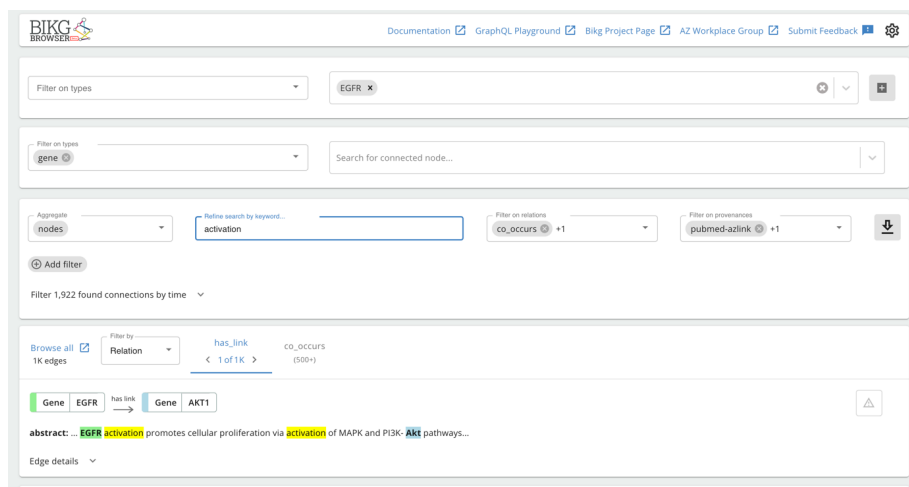 BIKG
BROWSER
Documentation GraphQL Playground Bikg Project Page AZ Workplace Group Submit Feedback
Filter on types
EGFR ×
Filter on types
gene
Search for connected node...
Aggregate
nodes
Refine search by keyword...
activation
Filter on relations
co_occurs +1
Filter on provenances
pubmed-azlink +1
Add filter
Filter 1,922 found connections by time
Browse all
1K edges
Filter by
Relation
has_link
< 1 of 1K >
co_occurs
(500+)
Gene EGFR has link Gene AKT1
abstract: ... EGFR activation promotes cellular proliferation via activation of MAPK and PI3K- Akt pathways...
Edge details